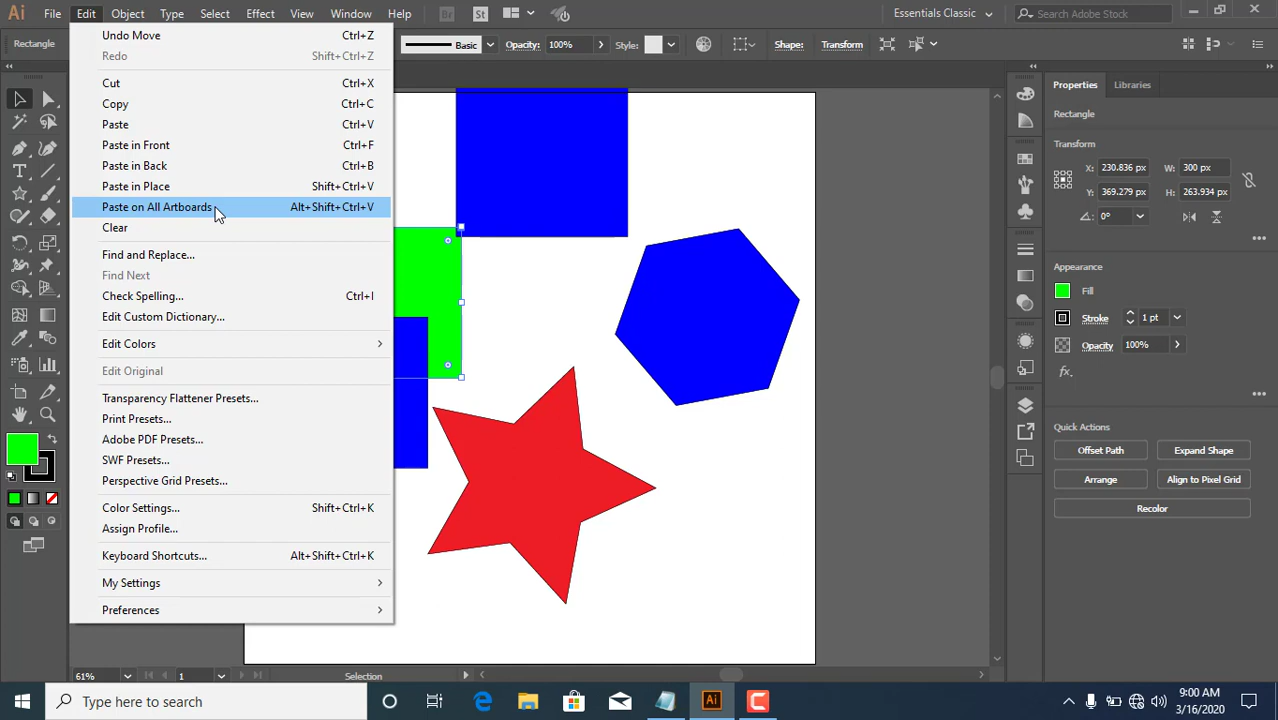 Ai File Edit Object Type Select Effect View Window Help Br St Essentials Classic Search Adobe Stock
Rectangle Basic Opacity: 100% Style: Shape: Transform
Undo Move Ctrl+Z
Redo Shift+Ctrl+Z
Cut Ctrl+X
Copy Ctrl+C
Paste Ctrl+V
Paste in Front Ctrl+F
Paste in Back Ctrl+B
Paste in Place Shift+Ctrl+V
Paste on All Artboards Alt+Shift+Ctrl+V
Clear
Find and Replace...
Find Next
Check Spelling... Ctrl+I
Edit Custom Dictionary...
Edit Colors
Edit Original
Transparency Flattener Presets...
Print Presets...
Adobe PDF Presets...
SWF Presets...
Perspective Grid Presets...
Color Settings... Shift+Ctrl+K
Assign Profile...
Keyboard Shortcuts... Alt+Shift+Ctrl+K
My Settings
Preferences
Properties Libraries
Rectangle
Transform
X: 230.836 px W: 300 px
Y: 369.279 px H: 263.934 px
0°
Appearance
Fill
Stroke 1 pt
Opacity 100%
fx.
Quick Actions
Offset Path Expand Shape
Arrange Align to Pixel Grid
Recolor
61% 1 Selection
Type here to search
Ai
9:00 AM
3/16/2020